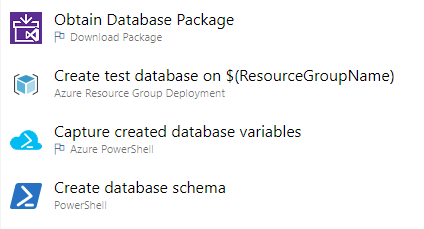 Obtain Database Package
Download Package
Create test database on $(ResourceGroupName)
Azure Resource Group Deployment
Capture created database variables
Azure PowerShell
Create database schema
PowerShell